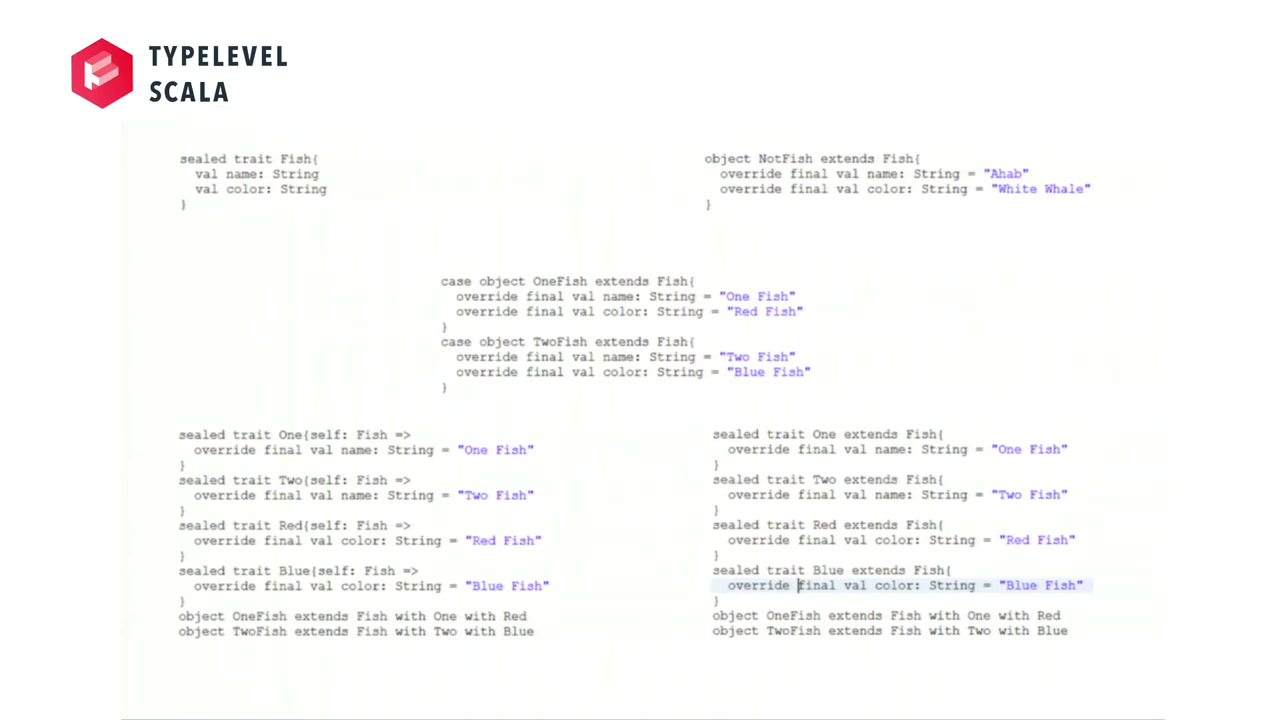 TYPELEVEL
SCALA
sealed trait Fish{
  val name: String
  val color: String
}
object NotFish extends Fish{
  override final val name: String = "Ahab"
  override final val color: String = "White Whale"
}
case object OneFish extends Fish{
  override final val name: String = "One Fish"
  override final val color: String = "Red Fish"
}
case object TwoFish extends Fish{
  override final val name: String = "Two Fish"
  override final val color: String = "Blue Fish"
}
sealed trait One{self: Fish =>
  override final val name: String = "One Fish"
}
sealed trait Two{self: Fish =>
  override final val name: String = "Two Fish"
}
sealed trait Red{self: Fish =>
  override final val color: String = "Red Fish"
}
sealed trait Blue{self: Fish =>
  override final val color: String = "Blue Fish"
}
object OneFish extends Fish with One with Red
object TwoFish extends Fish with Two with Blue
sealed trait One extends Fish{
  override final val name: String = "One Fish"
}
sealed trait Two extends Fish{
  override final val name: String = "Two Fish"
}
sealed trait Red extends Fish{
  override final val color: String = "Red Fish"
}
sealed trait Blue extends Fish{
  override final val color: String = "Blue Fish"
}
object OneFish extends Fish with One with Red
object TwoFish extends Fish with Two with Blue